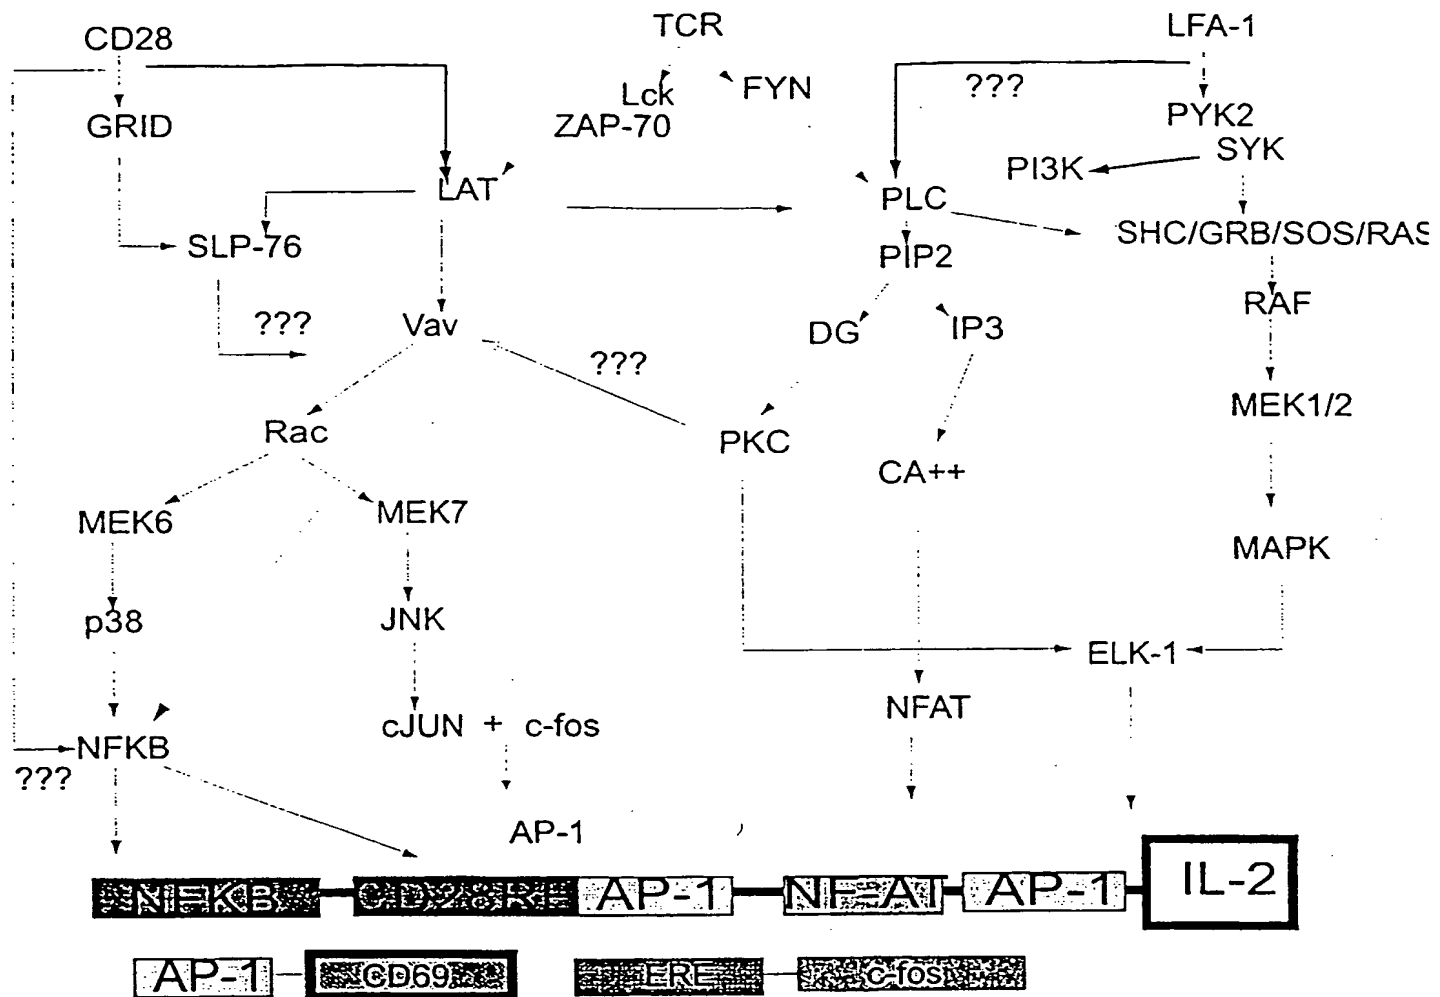 CD28
TCR
LFA-1
GRID
Lck
FYN
ZAP-70
???
PYK2
SYK
PI3K
LAT
PLC
SLP-76
SHC/GRB/SOS/RAS
PIP2
RAF
???
Vav
DG
IP3
???
Rac
PKC
MEK1/2
CA++
MEK6
MEK7
MAPK
p38
JNK
ELK-1
NFAT
cJUN + c-fos
NFKB
???
AP-1
NFKB
CD28RE
AP-1
NF-AT
AP-1
IL-2
AP-1
CD69
ERE
c-fos